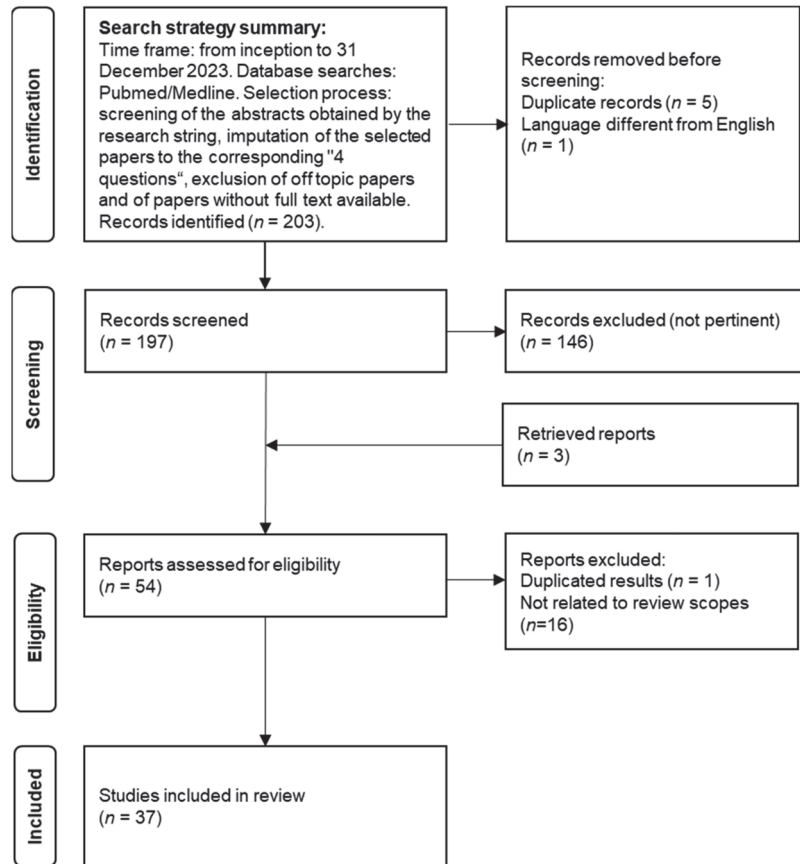 Identification
Search strategy summary:
Time frame: from inception to 31
December 2023. Database searches:
Pubmed/Medline. Selection process:
screening of the abstracts obtained by the
research string, imputation of the selected
papers to the corresponding "4
questions“, exclusion of off topic papers
and of papers without full text available.
Records identified (n = 203).
Records removed before
screening:
Duplicate records (n = 5)
Language different from English
(n = 1)
Screening
Records screened
(n = 197)
Records excluded (not pertinent)
(n = 146)
Retrieved reports
(n = 3)
Eligibility
Reports assessed for eligibility
(n = 54)
Reports excluded:
Duplicated results (n = 1)
Not related to review scopes
(n=16)
Included
Studies included in review
(n = 37)